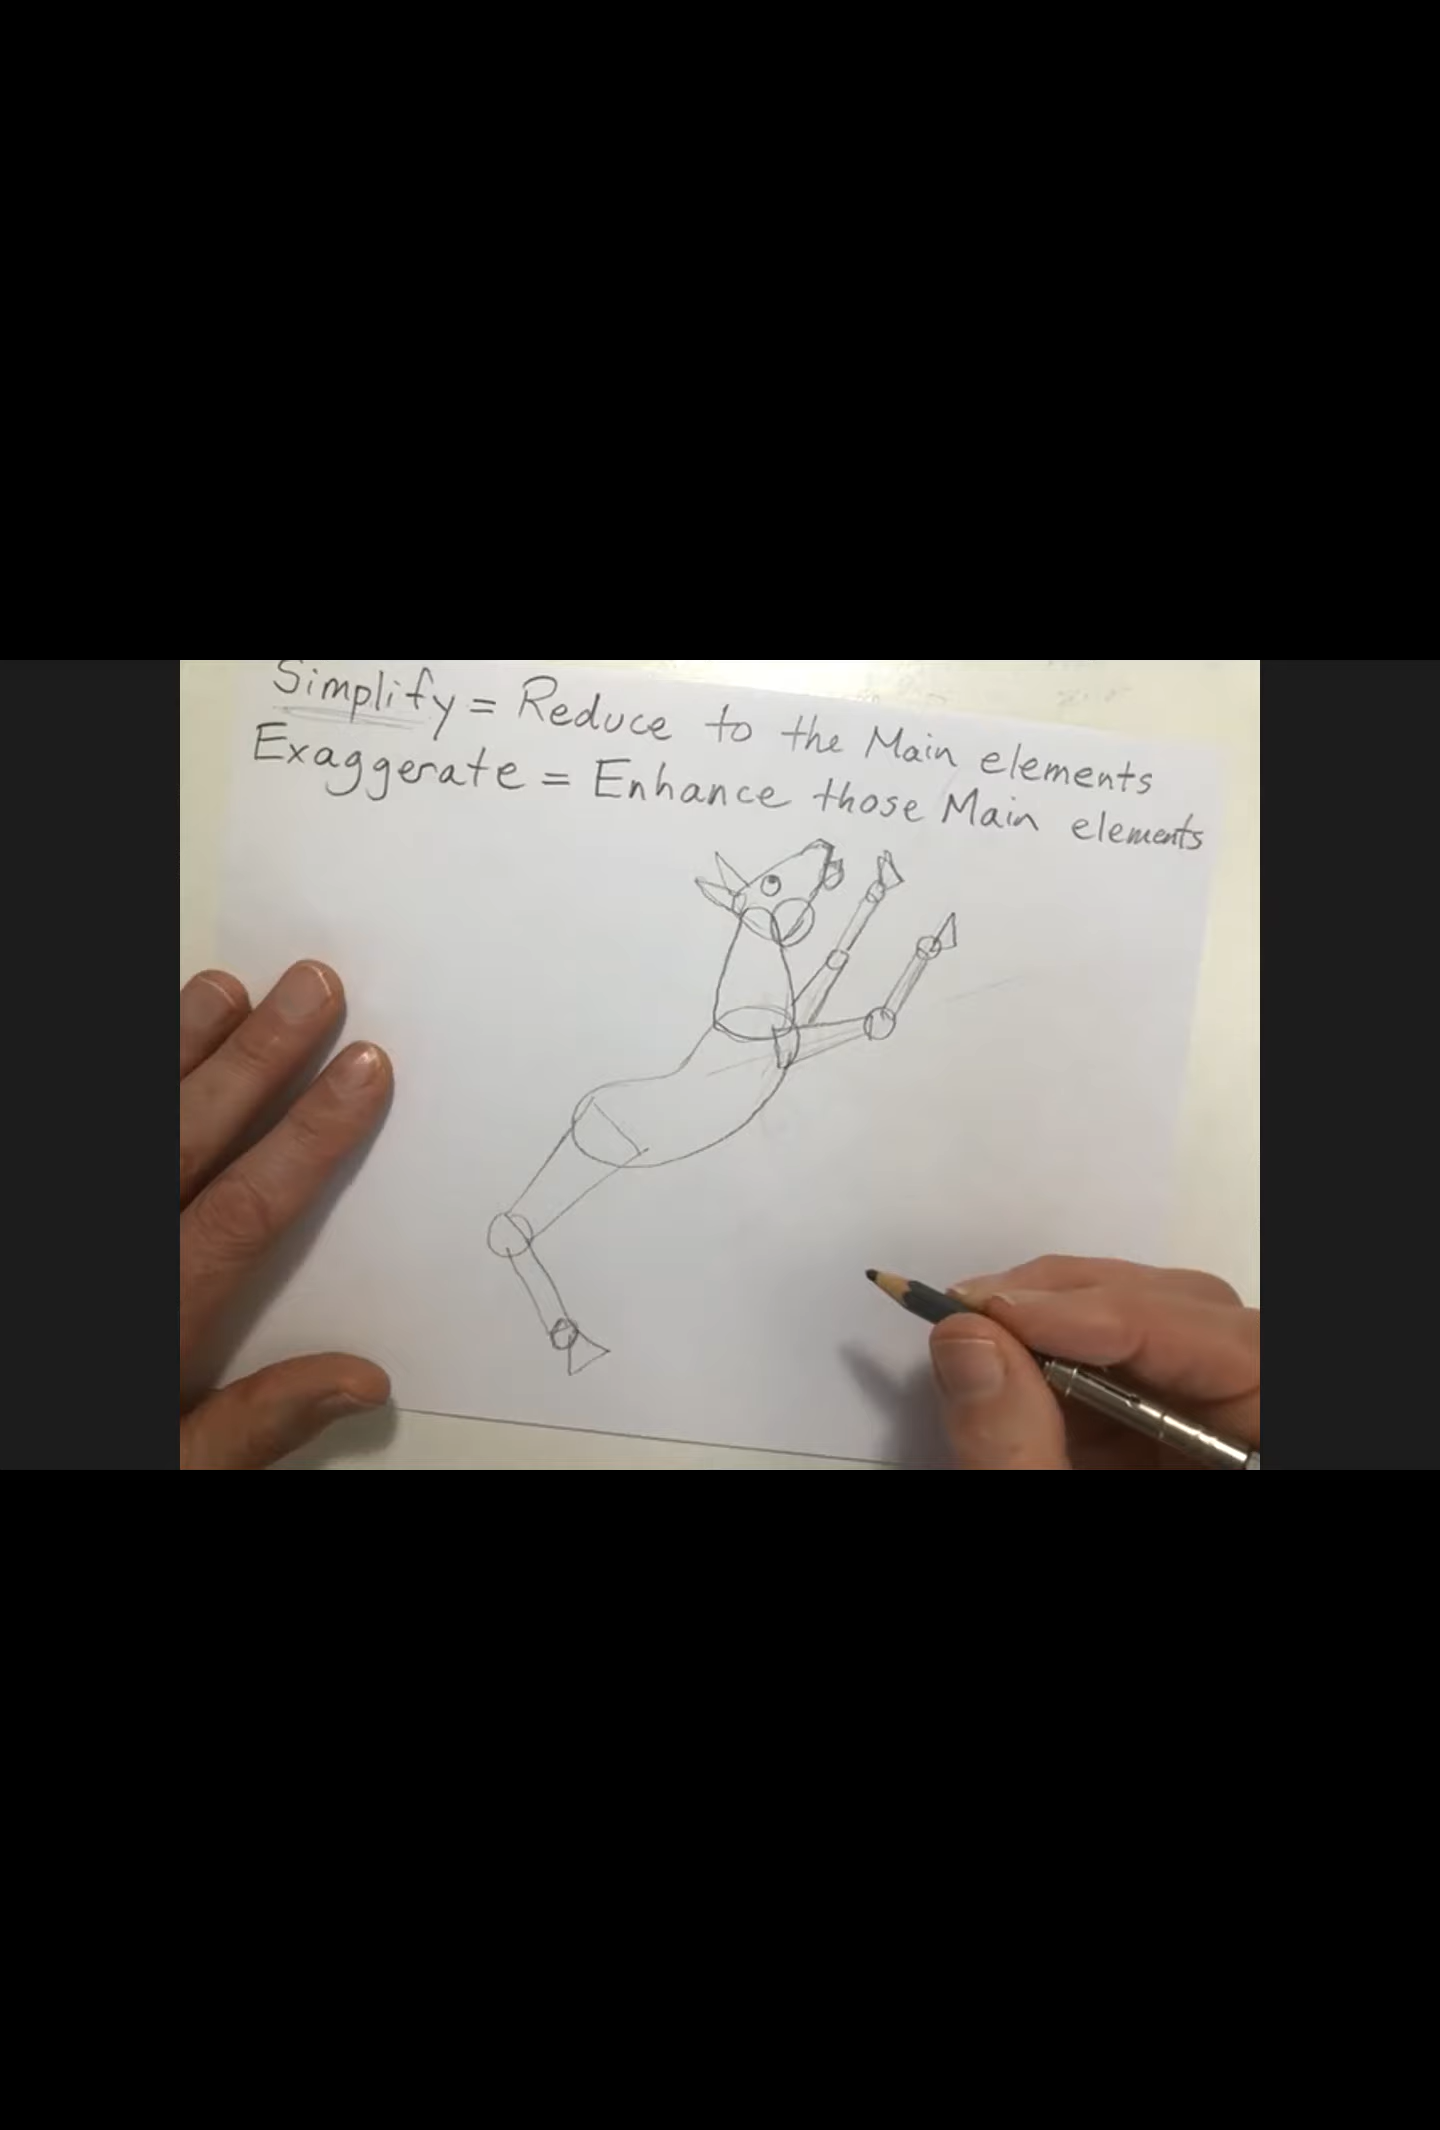 Simplify = Reduce to the Main elements
Exaggerate = Enhance those Main elements